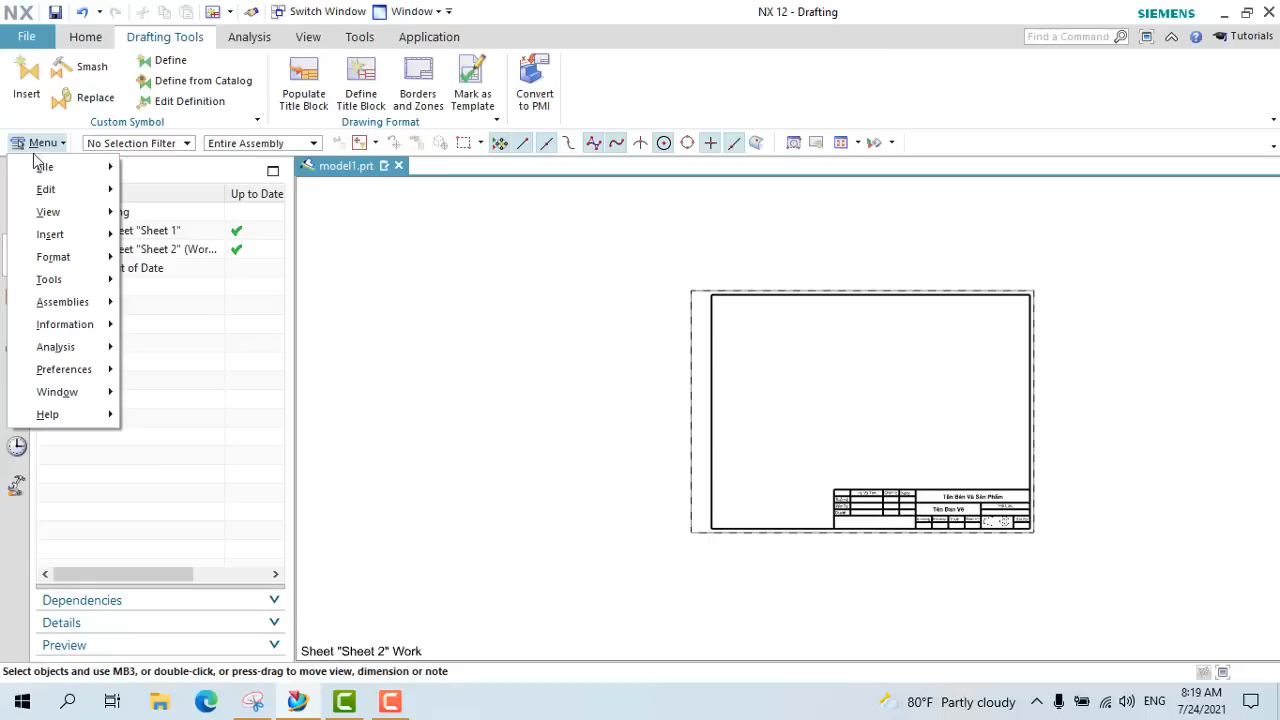 NX
Switch Window
Window
NX 12 - Drafting
SIEMENS
File
Home
Drafting Tools
Analysis
View
Tools
Application
Find a Command
Tutorials
Insert
Smash
Replace
Define
Define from Catalog
Edit Definition
Custom Symbol
Populate
Title Block
Define
Title Block
Borders
and Zones
Mark as
Template
Drawing Format
Convert
to PMI
Menu
No Selection Filter
Entire Assembly
File
Edit
View
Insert
Format
Tools
Assemblies
Information
Analysis
Preferences
Window
Help
Up to Date
ng
eet "Sheet 1"
eet "Sheet 2" (Wor...
t of Date
Dependencies
Details
Preview
model1.prt
Tên Bản Vẽ Sản Phẩm
Tên Bản Vẽ
Sheet "Sheet 2" Work
Select objects and use MB3, or double-click, or press-drag to move view, dimension or note
80°F Partly cloudy
ENG
8:19 AM
7/24/2021